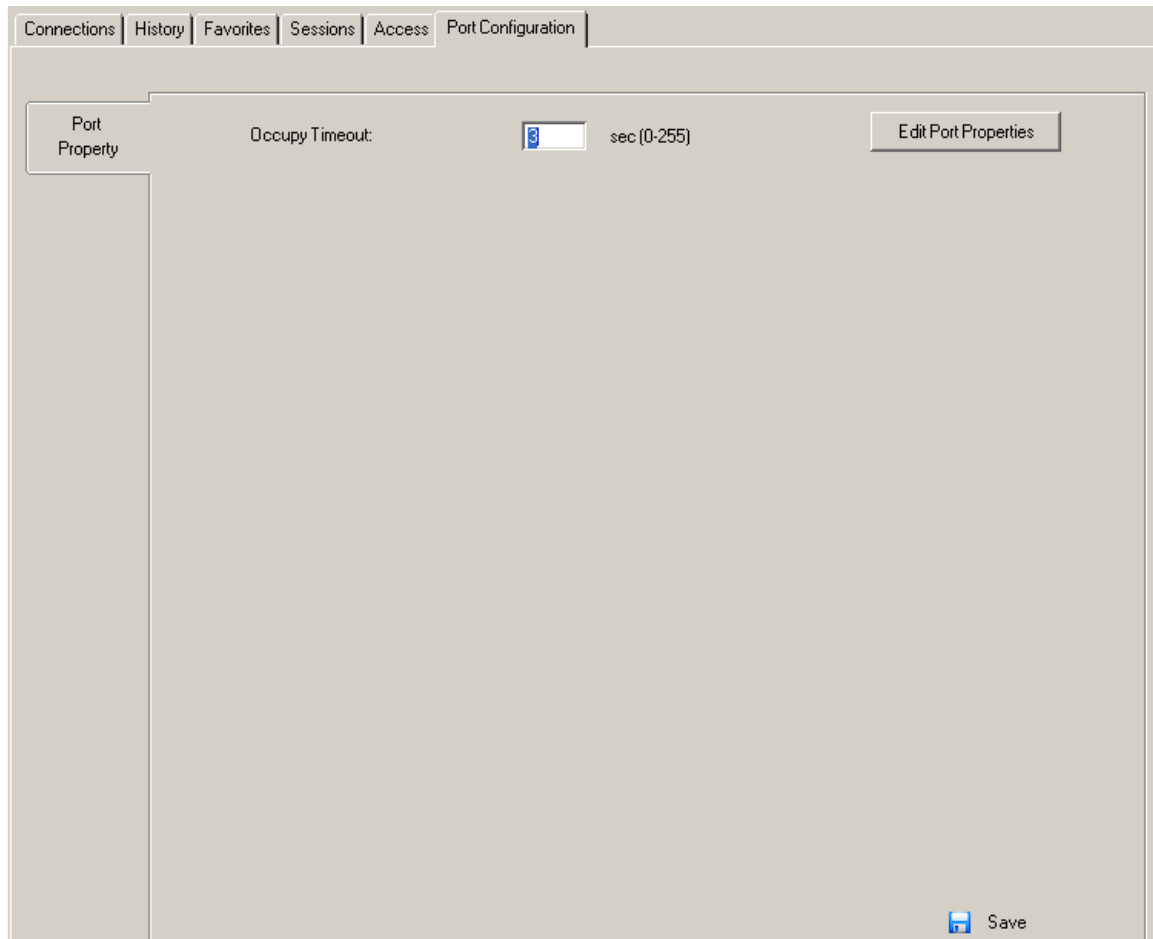 Connections History Favorites Sessions Access Port Configuration
Port
Property
Occupy Timeout: 3 sec (0-255) Edit Port Properties
Save